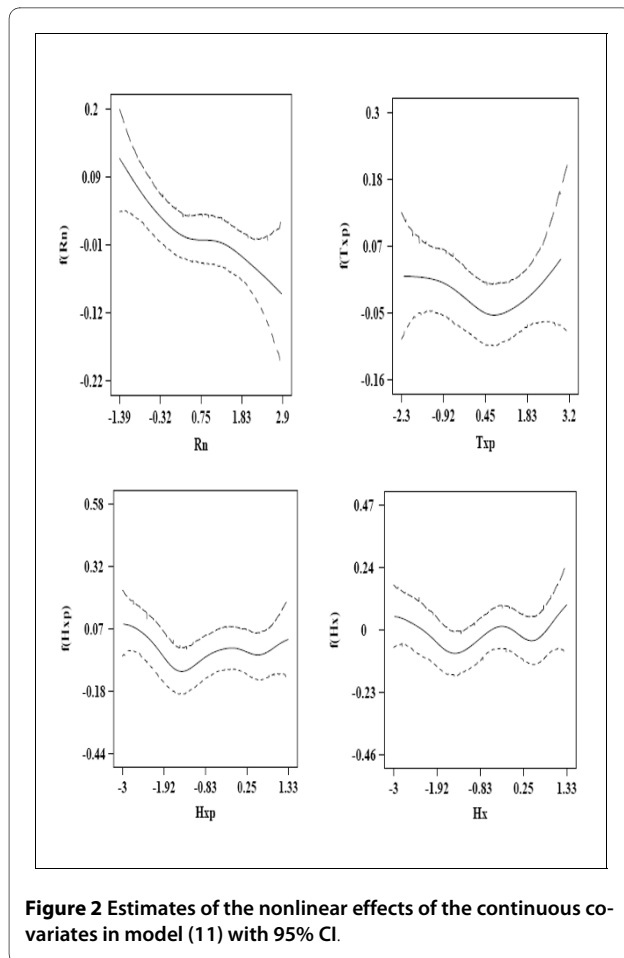 0.2
0.09
-0.01
-0.12
-0.22
f(Rn)
-1.39 -0.32 0.75 1.83 2.9
Rn
0.3
0.18
0.07
-0.05
-0.16
f(Txp)
-2.3 -0.92 0.45 1.83 3.2
Txp
0.58
0.32
0.07
-0.18
-0.44
f(Hxp)
-3 -1.92 -0.83 0.25 1.33
Hxp
0.47
0.24
0
-0.23
-0.46
f(Hx)
-3 -1.92 -0.83 0.25 1.33
Hx
Figure 2 Estimates of the nonlinear effects of the continuous co-
variates in model (11) with 95% CI.